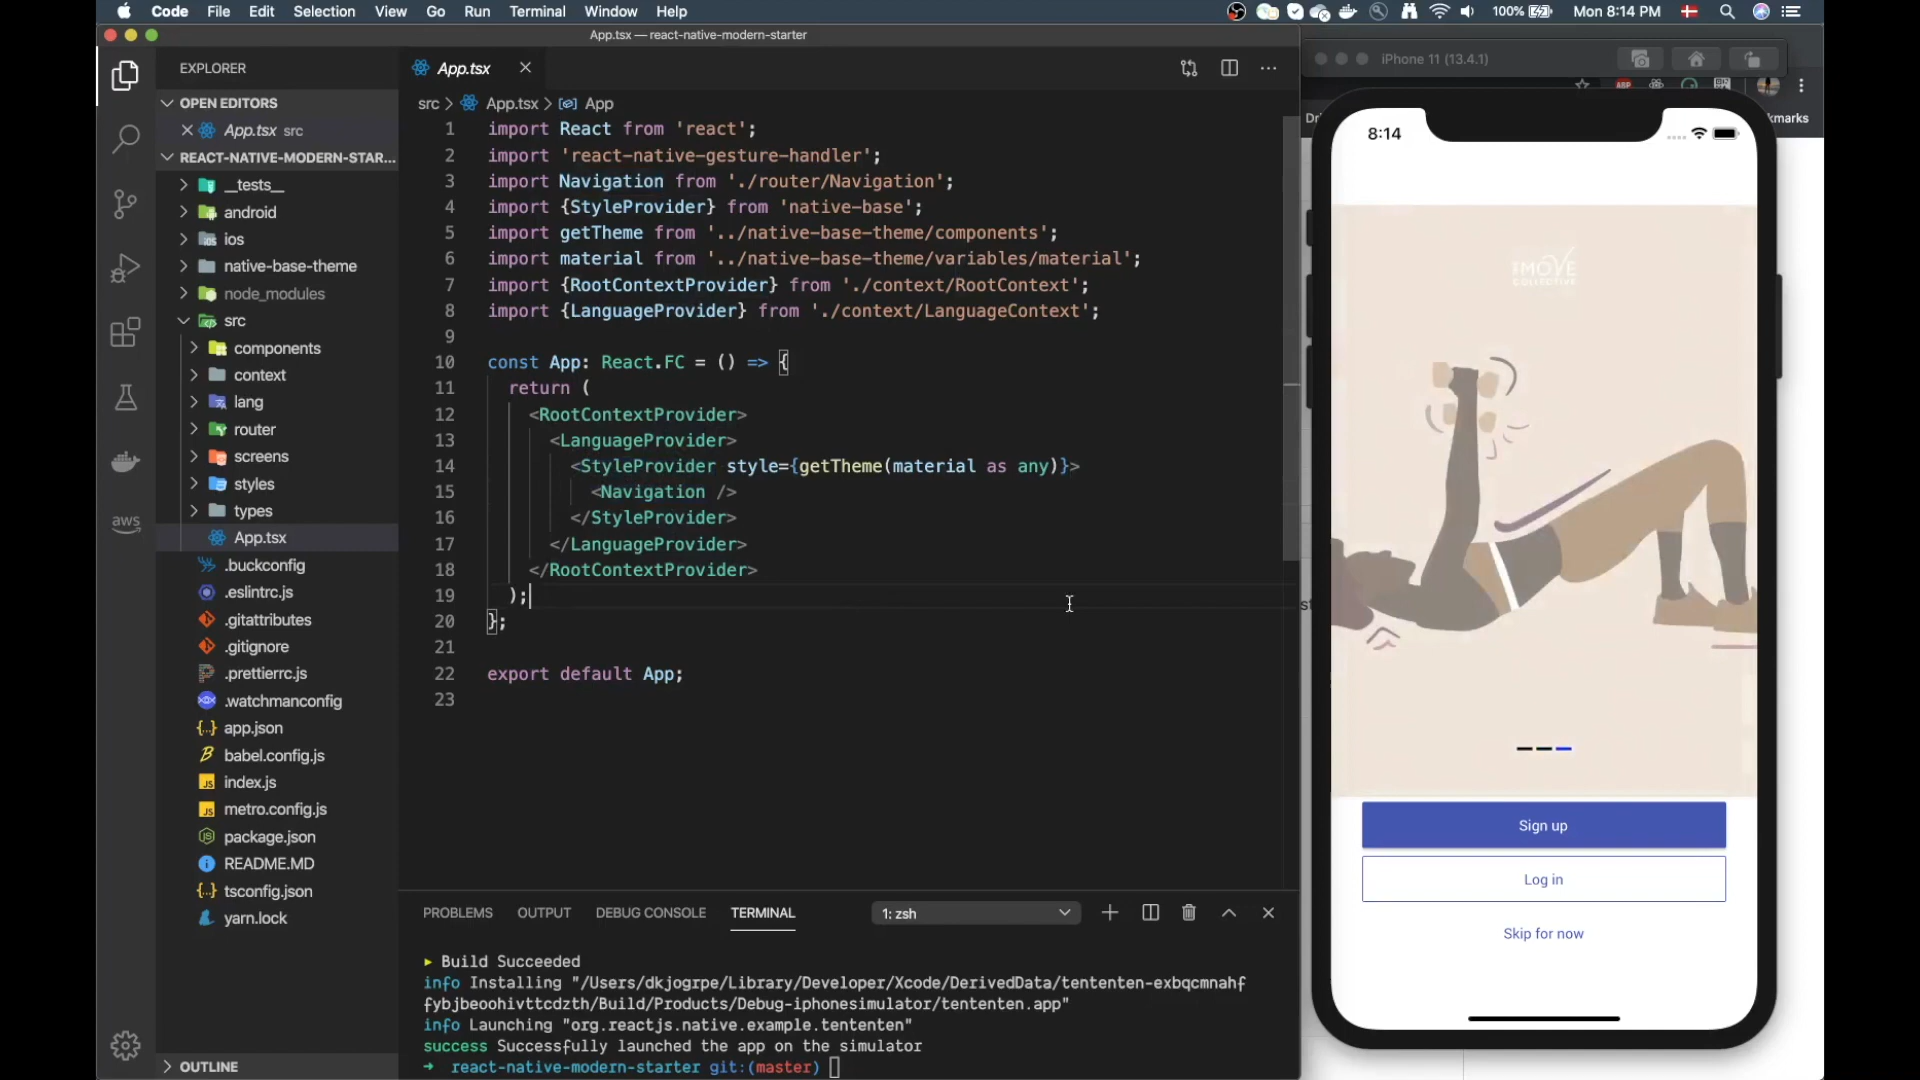 Code File Edit Selection View Go Run Terminal Window Help
100% Mon 8:14 PM
App.tsx — react-native-modern-starter
EXPLORER
OPEN EDITORS
App.tsx src
REACT-NATIVE-MODERN-STAR...
__tests__
android
ios
native-base-theme
node_modules
src
components
context
lang
router
screens
styles
types
App.tsx
.buckconfig
.eslintrc.js
.gitattributes
.gitignore
.prettierrc.js
.watchmanconfig
app.json
babel.config.js
index.js
metro.config.js
package.json
README.MD
tsconfig.json
yarn.lock
OUTLINE
aws
App.tsx
src > App.tsx > App
1 import React from 'react';
2 import 'react-native-gesture-handler';
3 import Navigation from './router/Navigation';
4 import {StyleProvider} from 'native-base';
5 import getTheme from '../native-base-theme/components';
6 import material from '../native-base-theme/variables/material';
7 import {RootContextProvider} from './context/RootContext';
8 import {LanguageProvider} from './context/LanguageContext';
9
10 const App: React.FC = () => {
11 return (
12 <RootContextProvider>
13 <LanguageProvider>
14 <StyleProvider style={getTheme(material as any)}>
15 <Navigation />
16 </StyleProvider>
17 </LanguageProvider>
18 </RootContextProvider>
19 );
20 };
21
22 export default App;
23
PROBLEMS OUTPUT DEBUG CONSOLE TERMINAL 1: zsh
Build Succeeded
info Installing "/Users/dkjogrpe/Library/Developer/Xcode/DerivedData/tententen-exbqcmnahf
fybjbeoohivttcdzth/Build/Products/Debug-iphonesimulator/tententen.app"
info Launching "org.reactjs.native.example.tententen"
success Successfully launched the app on the simulator
→ react-native-modern-starter git:(master)
iPhone 11 (13.4.1)
ABP
8:14
MOVE
COLLECTIVE
Sign up
Log in
Skip for now